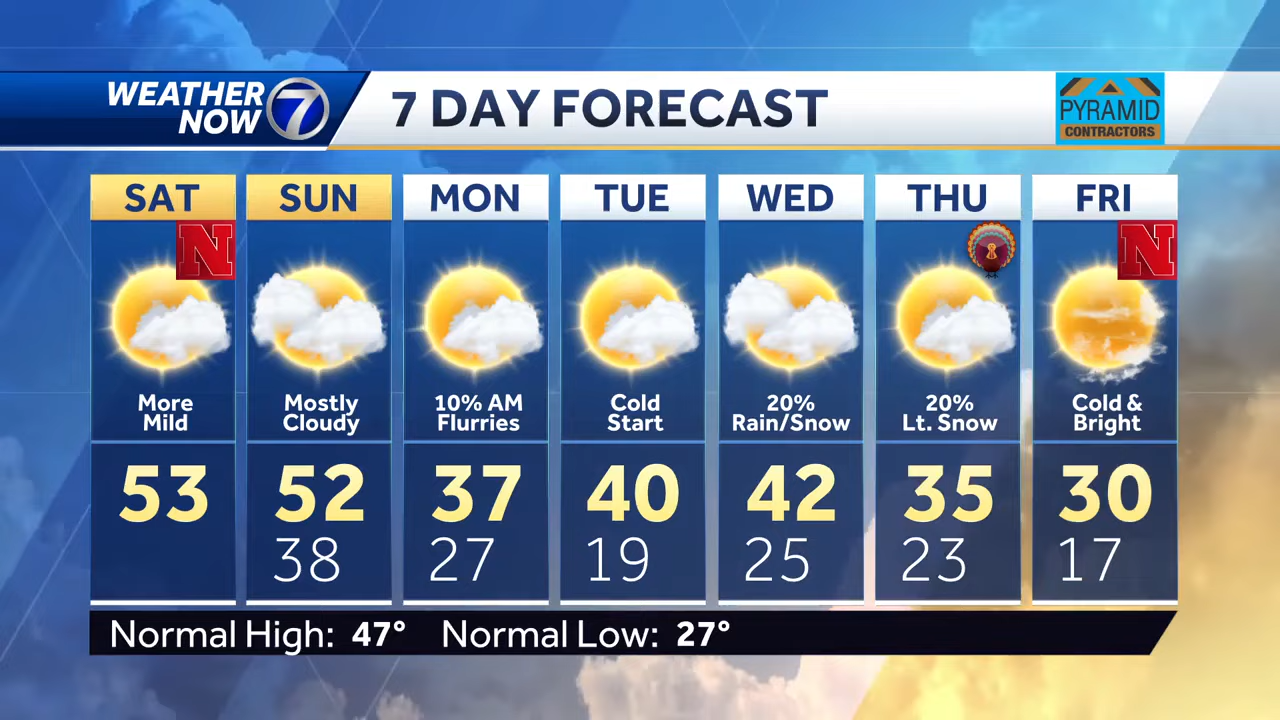 WEATHER
NOW
7
7 DAY FORECAST
PYRAMID
CONTRACTORS
SAT
N
More
Mild
53
SUN
Mostly
Cloudy
52
38
MON
10% AM
Flurries
37
27
TUE
Cold
Start
40
19
WED
20%
Rain/Snow
42
25
THU
20%
Lt. Snow
35
23
FRI
N
Cold &
Bright
30
17
Normal High: 47° Normal Low: 27°